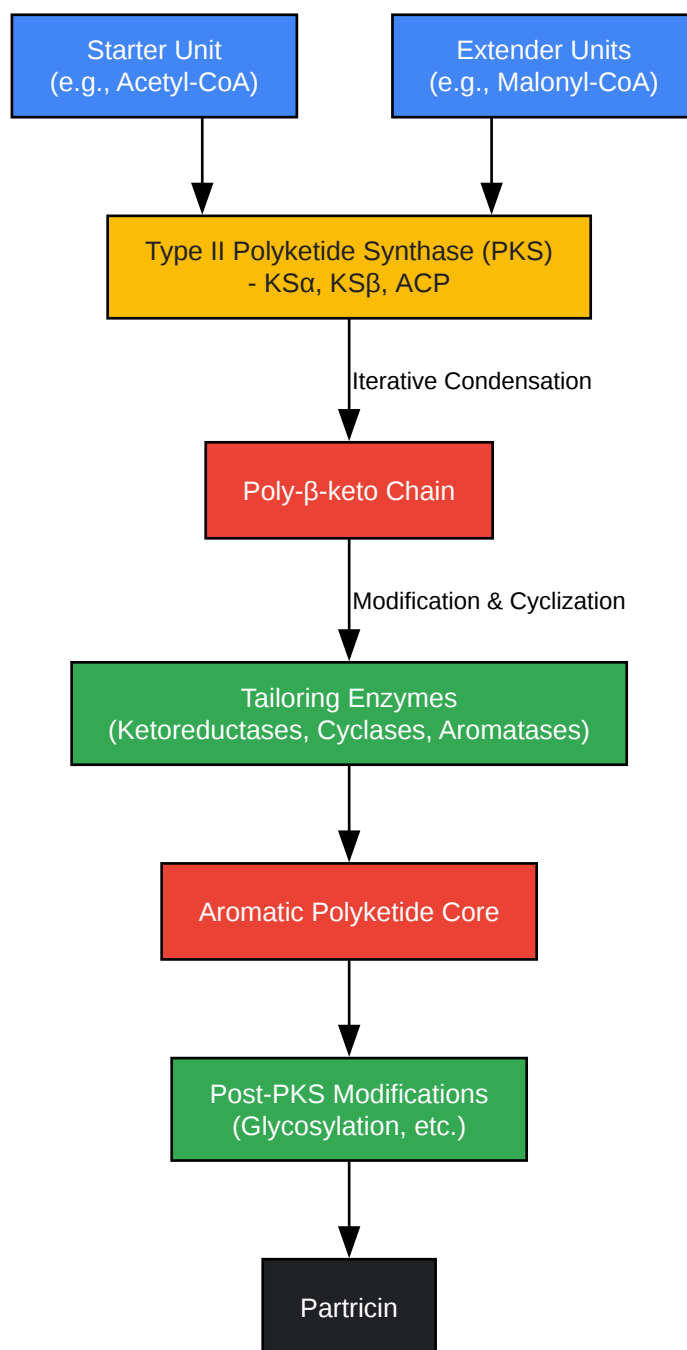 Starter Unit
(e.g., Acetyl-CoA)
Extender Units
(e.g., Malonyl-CoA)
Type II Polyketide Synthase (PKS)
- KSα, KSβ, ACP
Iterative Condensation
Poly-β-keto Chain
Modification & Cyclization
Tailoring Enzymes
(Ketoreductases, Cyclases, Aromatases)
Aromatic Polyketide Core
Post-PKS Modifications
(Glycosylation, etc.)
Partricin